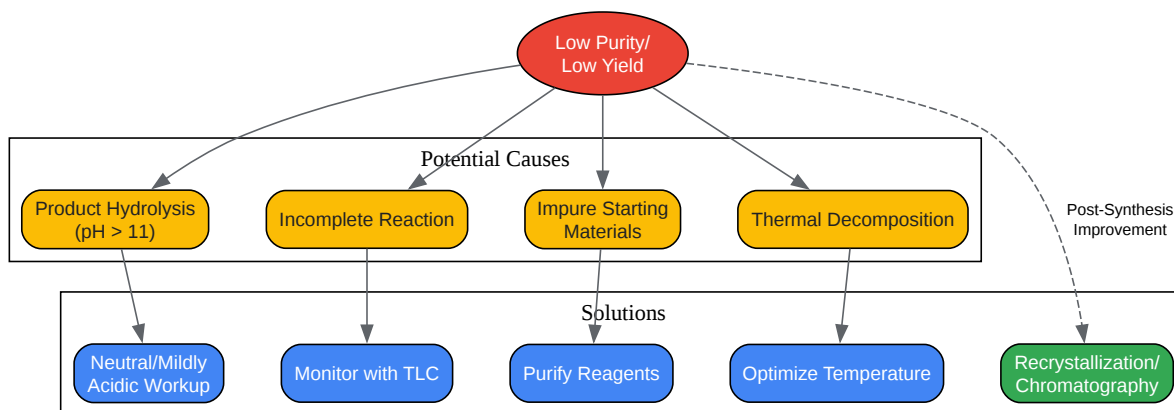 Low Purity/
Low Yield
Potential Causes
Product Hydrolysis
(pH > 11)
Incomplete Reaction
Impure Starting
Materials
Thermal Decomposition
Post-Synthesis
Improvement
Solutions
Neutral/Mildly
Acidic Workup
Monitor with TLC
Purify Reagents
Optimize Temperature
Recrystallization/
Chromatography